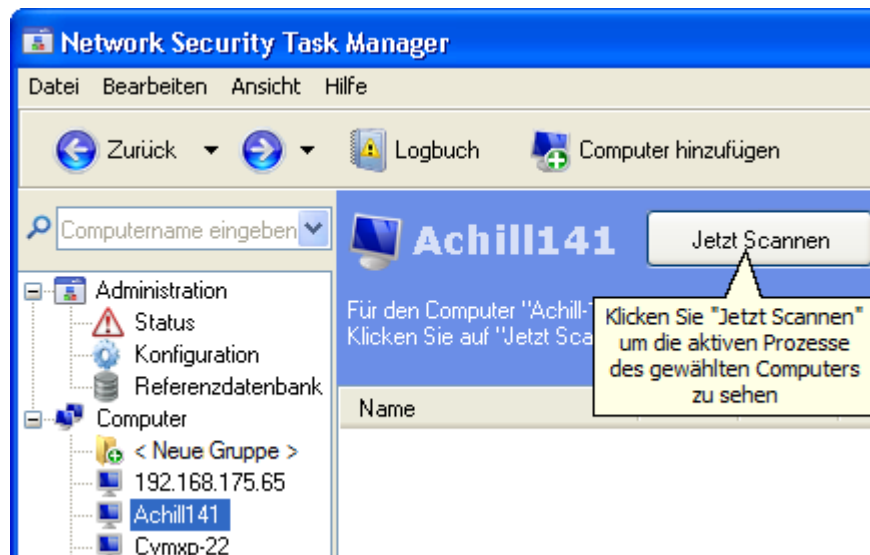 Network Security Task Manager
Datei Bearbeiten Ansicht Hilfe
Zurück Logbuch Computer hinzufügen
Computername eingeben
Achill141 Jetzt Scannen
Für den Computer "Achill-
Klicken Sie auf "Jetzt Sca
Klicken Sie "Jetzt Scannen"
um die aktiven Prozesse
des gewählten Computers
zu sehen
Name
Administration
Status
Konfiguration
Referenzdatenbank
Computer
< Neue Gruppe >
192.168.175.65
Achill141
Cymxp-22